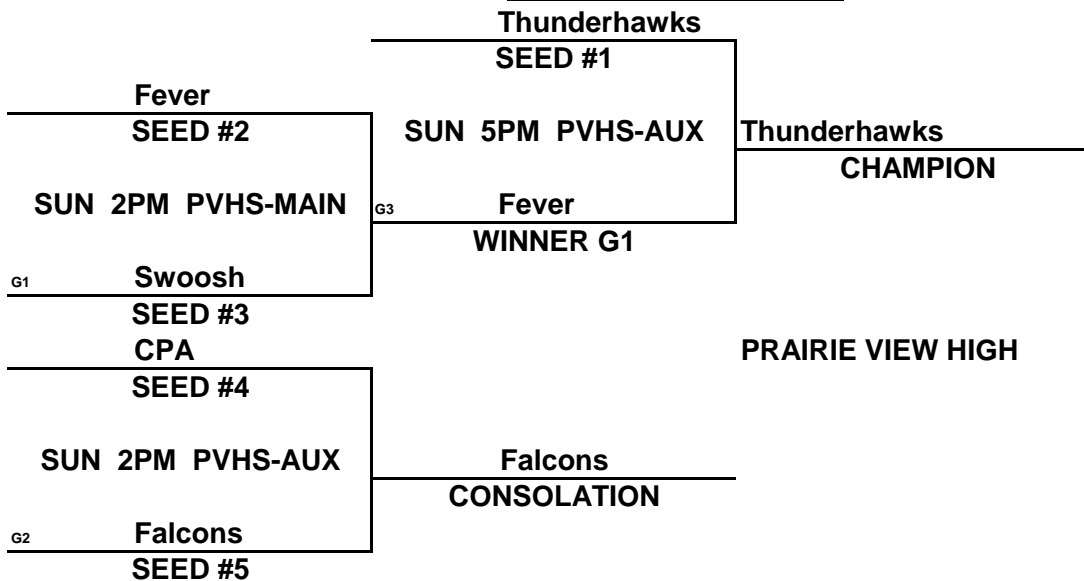 Thunderhawks
SEED #1
Fever
SEED #2
SUN 5PM PVHS-AUX
Thunderhawks
CHAMPION
SUN 2PM PVHS-MAIN
G3
Fever
WINNER G1
G1
Swoosh
SEED #3
CPA
PRAIRIE VIEW HIGH
SEED #4
SUN 2PM PVHS-AUX
Falcons
CONSOLATION
G2
Falcons
SEED #5